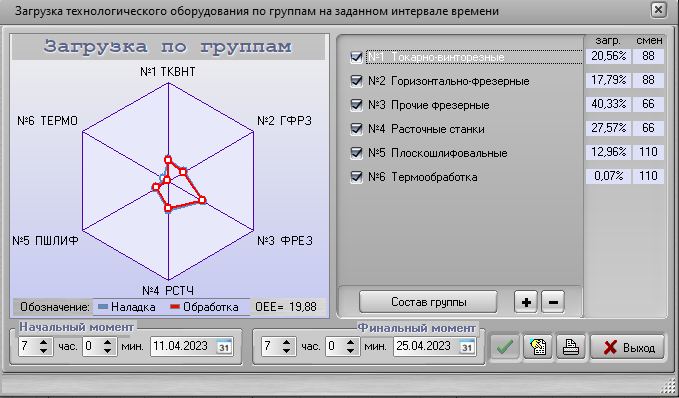 Загрузка технологического оборудования по группам на заданном интервале времени
Загрузка по группам
№1 ТКВНТ
№6 ТЕРМО
№2 ГФРЗ
№5 ПШЛИФ
№3 ФРЕЗ
№4 РСТЧ
Обозначение: Наладка Обработка OEE= 19,88
загр. смен
№1 Токарно-винторезные 20,56% 88
№2 Горизонтально-фрезерные 17,79% 88
№3 Прочие фрезерные 40,33% 66
№4 Расточные станки 27,57% 66
№5 Плоскошлифовальные 12,96% 110
№6 Термообработка 0,07% 110
Состав группы + −
Начальный момент
7 час. 0 мин. 11.04.2023 31
Финальный момент
7 час. 0 мин. 25.04.2023 31
Выход